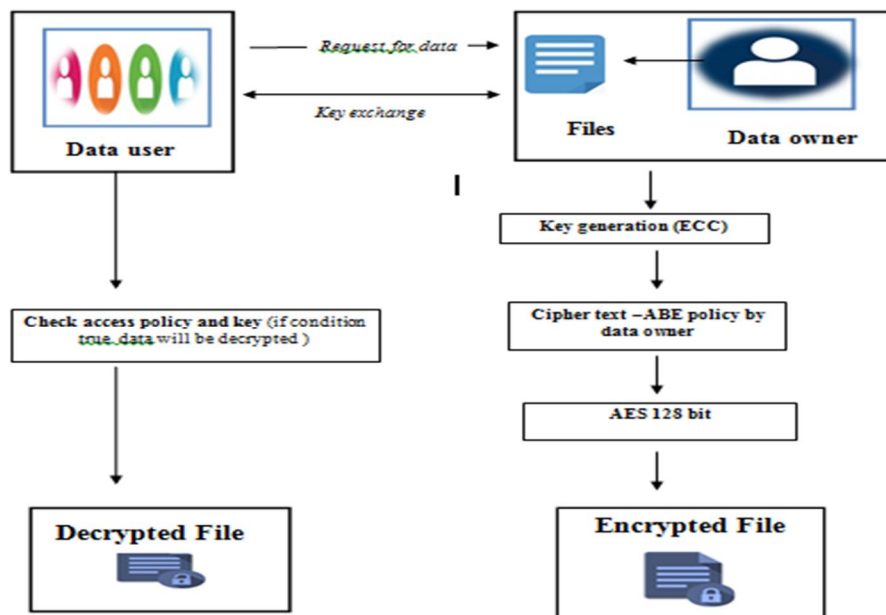 Request for data
Key exchange
Data user
Files
Data owner
Key generation (ECC)
Check access policy and key (if condition
true data will be decrypted )
Cipher text –ABE policy by
data owner
AES 128 bit
Decrypted File
Encrypted File